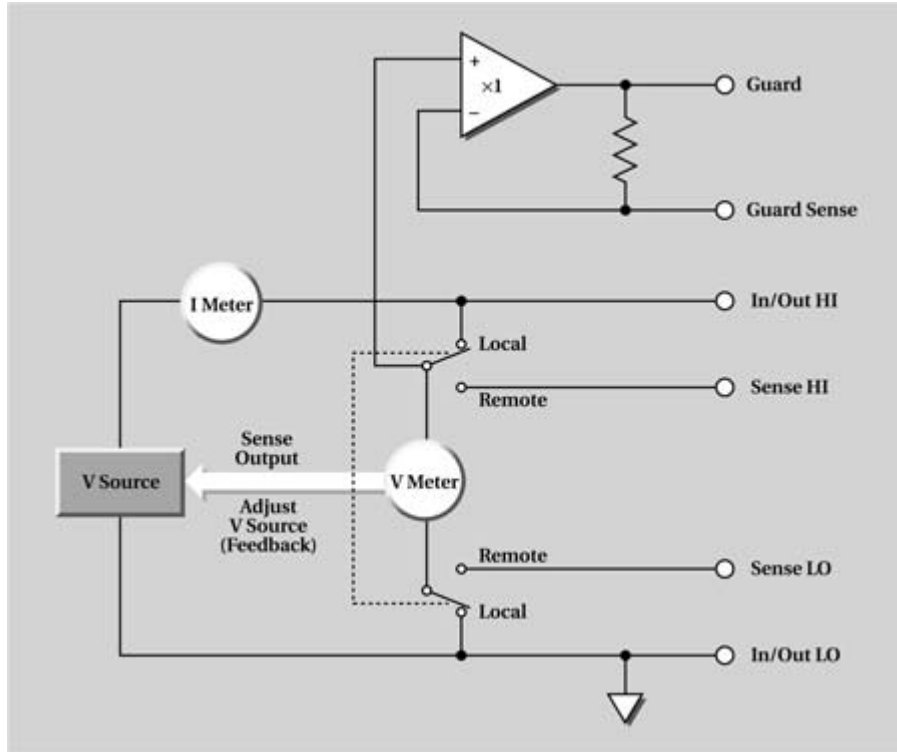 +
×1
−
Guard
Guard Sense
I Meter
In/Out HI
Local
Sense HI
Remote
Sense
Output
V Source
V Meter
Adjust
V Source
(Feedback)
Remote
Sense LO
Local
In/Out LO